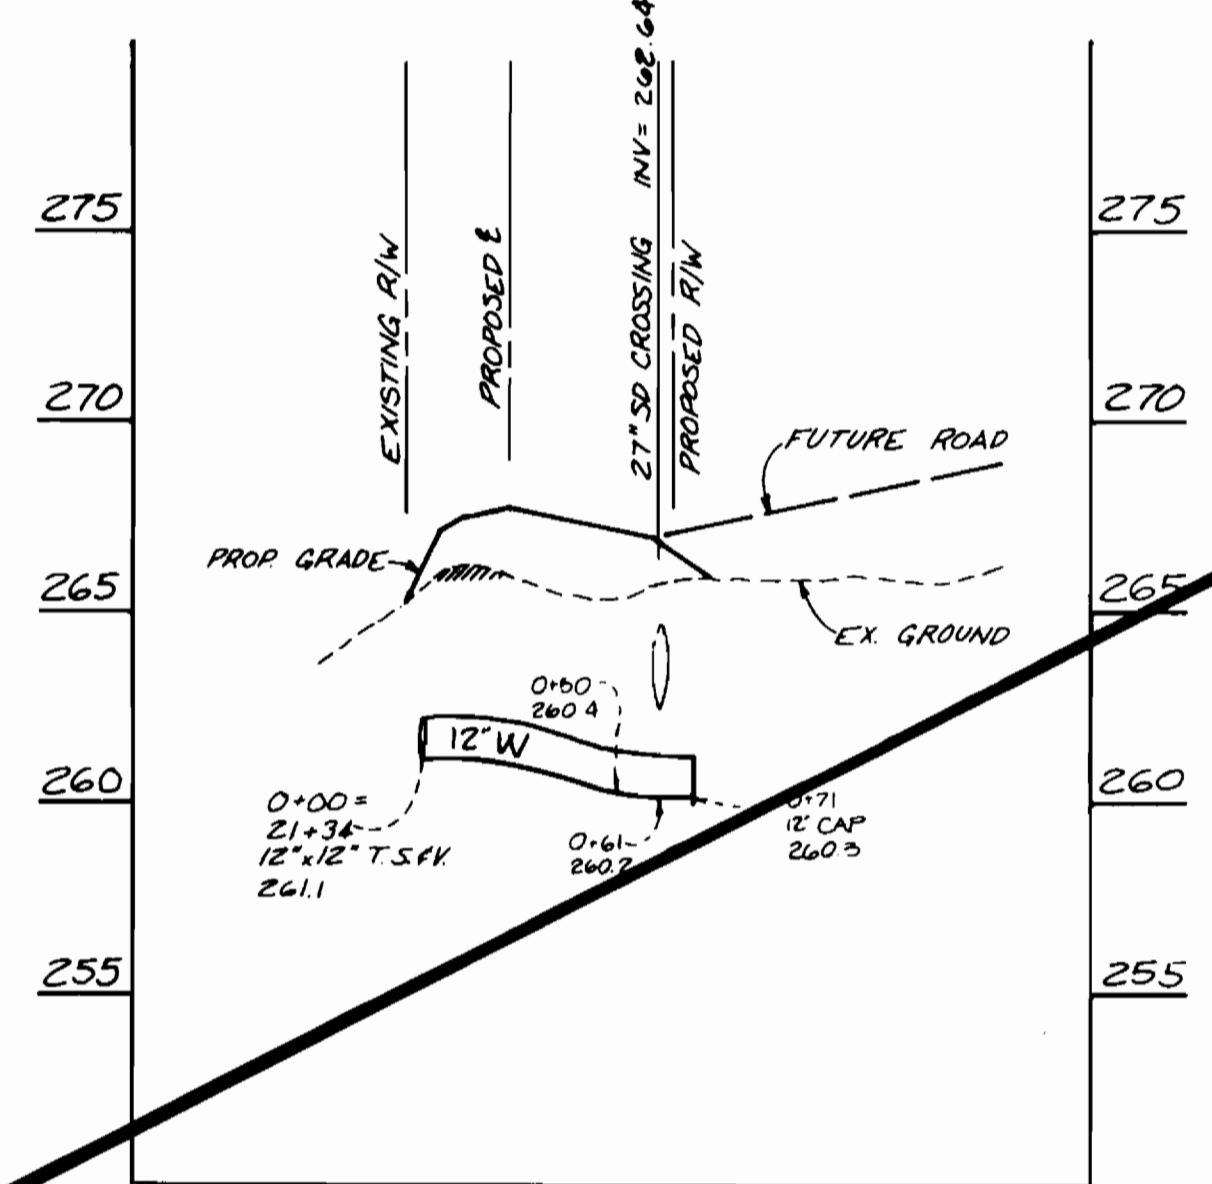 27" SD CROSSING INV= 262.64
EXISTING R/W
PROPOSED ℄
PROPOSED R/W
275
275
270
270
FUTURE ROAD
PROP. GRADE
265
265
EX. GROUND
0+50
260.4
12" W
260
260
0+00 =
21+34
12"x12" T.S.&V.
261.1
0+61
260.2
0+71
12" CAP
260.3
255
255